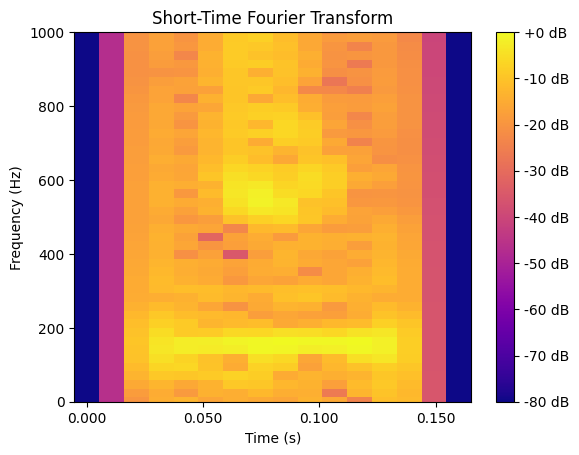 Short-Time Fourier Transform
1000
800
600
400
200
0
Frequency (Hz)
0.000
0.050
0.100
0.150
Time (s)
+0 dB
-10 dB
-20 dB
-30 dB
-40 dB
-50 dB
-60 dB
-70 dB
-80 dB